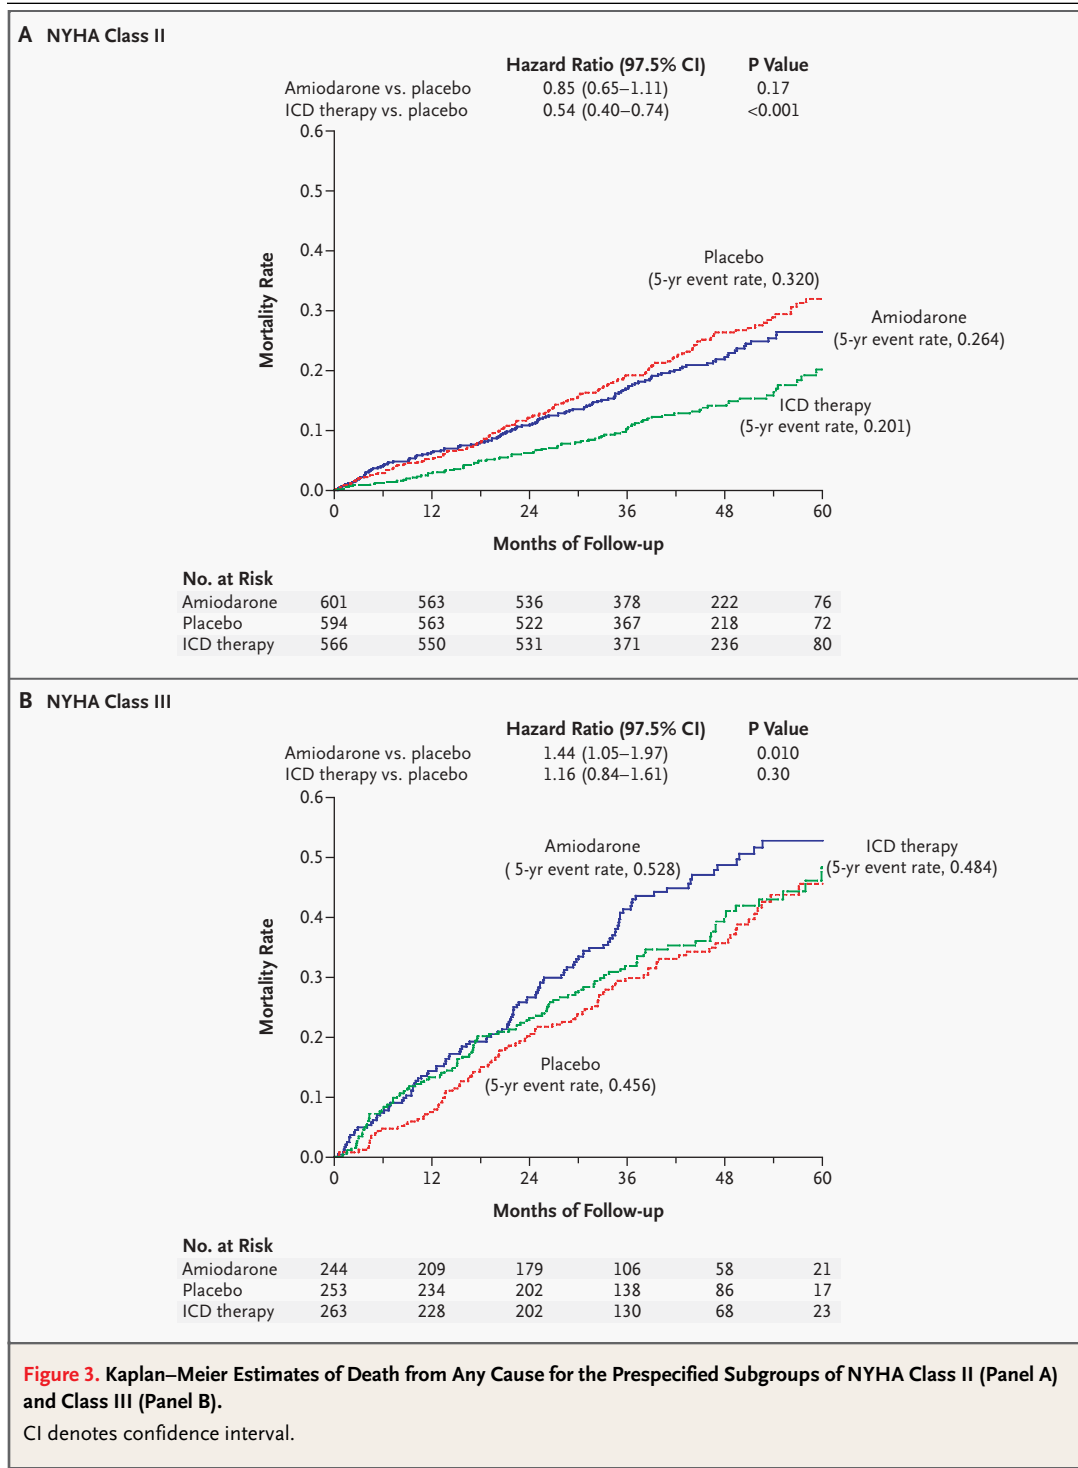 A NYHA Class II
Hazard Ratio (97.5% CI) P Value
Amiodarone vs. placebo 0.85 (0.65–1.11) 0.17
ICD therapy vs. placebo 0.54 (0.40–0.74) <0.001
0.6
0.5
0.4
0.3
0.2
0.1
0.0
Mortality Rate
Placebo
(5-yr event rate, 0.320)
Amiodarone
(5-yr event rate, 0.264)
ICD therapy
(5-yr event rate, 0.201)
0 12 24 36 48 60
Months of Follow-up
No. at Risk
Amiodarone 601 563 536 378 222 76
Placebo 594 563 522 367 218 72
ICD therapy 566 550 531 371 236 80
B NYHA Class III
Hazard Ratio (97.5% CI) P Value
Amiodarone vs. placebo 1.44 (1.05–1.97) 0.010
ICD therapy vs. placebo 1.16 (0.84–1.61) 0.30
0.6
0.5
0.4
0.3
0.2
0.1
0.0
Mortality Rate
Amiodarone
( 5-yr event rate, 0.528)
ICD therapy
(5-yr event rate, 0.484)
Placebo
(5-yr event rate, 0.456)
0 12 24 36 48 60
Months of Follow-up
No. at Risk
Amiodarone 244 209 179 106 58 21
Placebo 253 234 202 138 86 17
ICD therapy 263 228 202 130 68 23
Figure 3. Kaplan–Meier Estimates of Death from Any Cause for the Prespecified Subgroups of NYHA Class II (Panel A)
and Class III (Panel B).
CI denotes confidence interval.